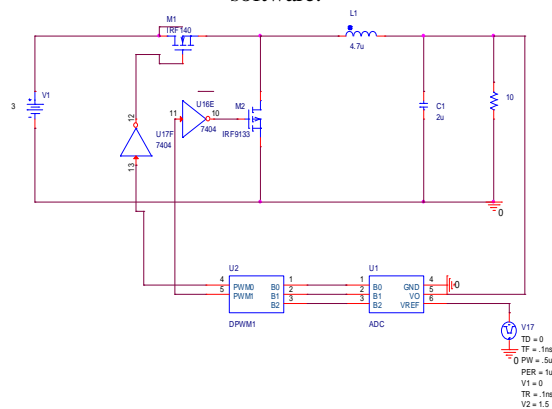 software.
M1
IRF140
L1
4.7u
V1
3
12
U17F
7404
13
11
U16E
10
7404
M2
IRF9133
C1
2u
10
0
U2
4
PWM0
B0
1
5
PWM1
B1
2
B2
3
DPWM1
U1
1
B0
GND
4
2
B1
VO
5
3
B2
VREF
6
ADC
0
V17
TD = 0
TF = .1ns
0
PW = .5u
PER = 1u
V1 = 0
TR = .1ns
V2 = 1.5